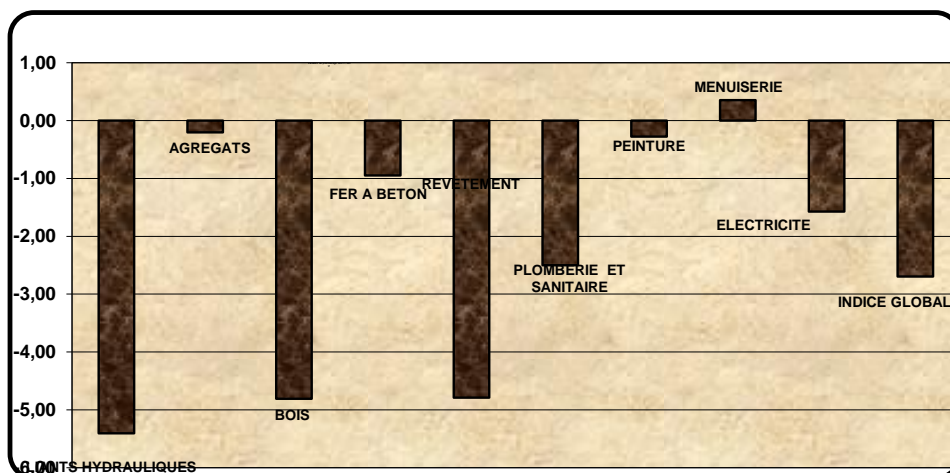 1,00
MENUISERIE
0,00
AGREGATS
PEINTURE
-1,00
REVETEMENT
FER A BETON
-2,00
ELECTRICITE
PLOMBERIE ET
SANITAIRE
-3,00
INDICE GLOBAL
-4,00
-5,00
BOIS
HYDRAULIQUES